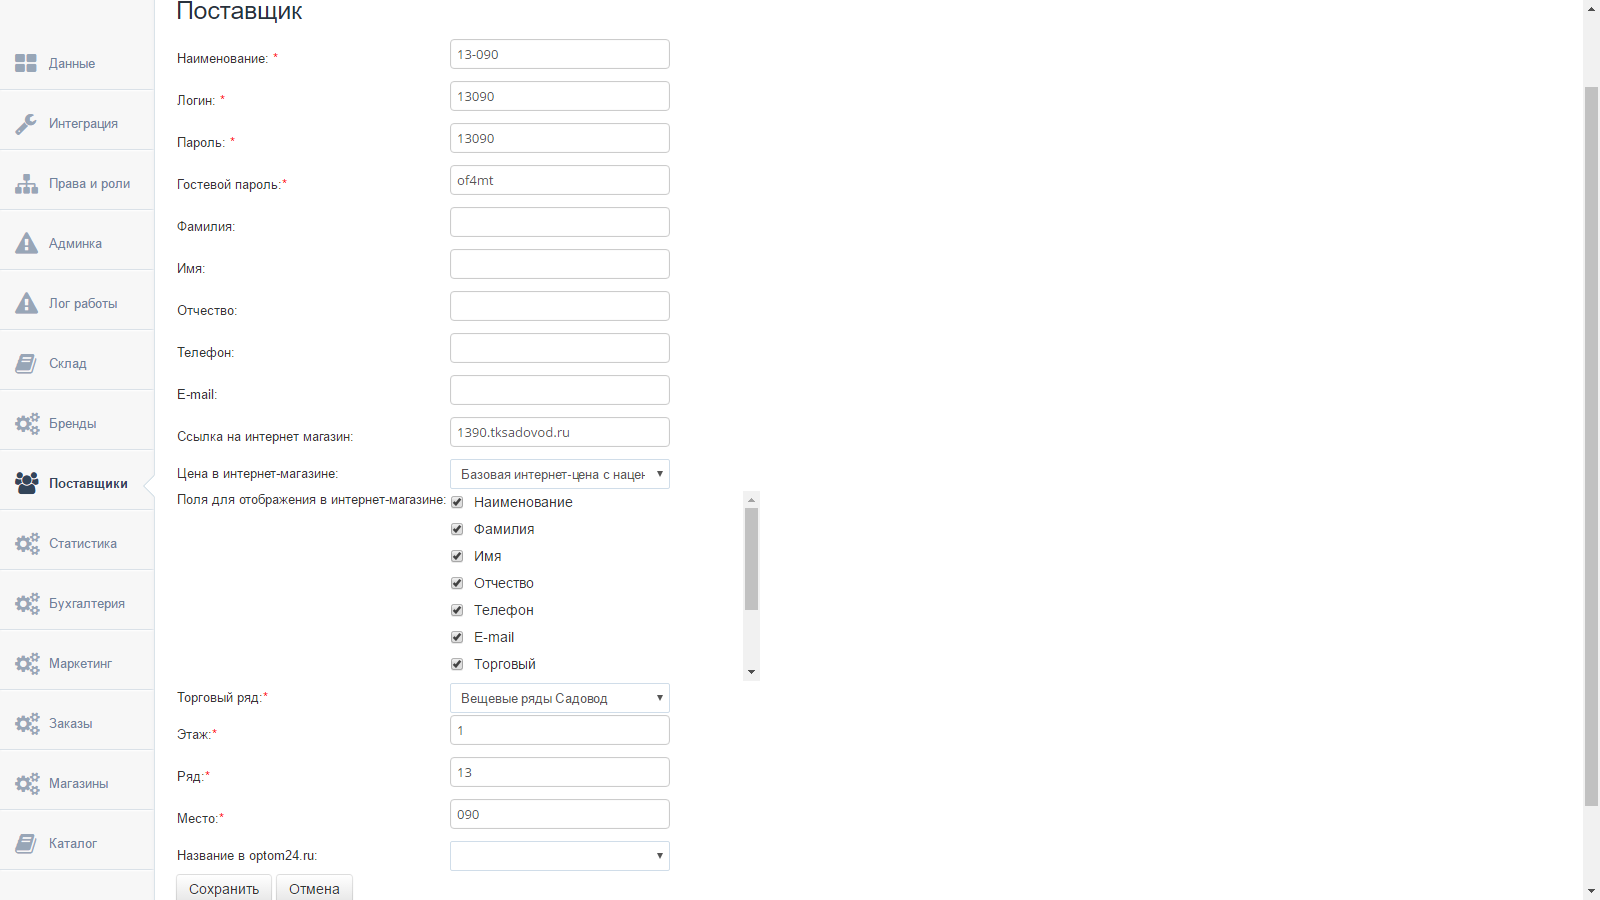 Поставщик
Данные
Интеграция
Права и роли
Админка
Лог работы
Склад
Бренды
Поставщики
Статистика
Бухгалтерия
Маркетинг
Заказы
Магазины
Каталог
Наименование: * 13-090
Логин: * 13090
Пароль: * 13090
Гостевой пароль:* of4mt
Фамилия:
Имя:
Отчество:
Телефон:
E-mail:
Ссылка на интернет магазин: 1390.tksadovod.ru
Цена в интернет-магазине: Базовая интернет-цена с нацен
Поля для отображения в интернет-магазине: Наименование
Фамилия
Имя
Отчество
Телефон
E-mail
Торговый
Торговый ряд:* Вещевые ряды Садовод
Этаж:* 1
Ряд:* 13
Место:* 090
Название в optom24.ru:
Сохранить Отмена